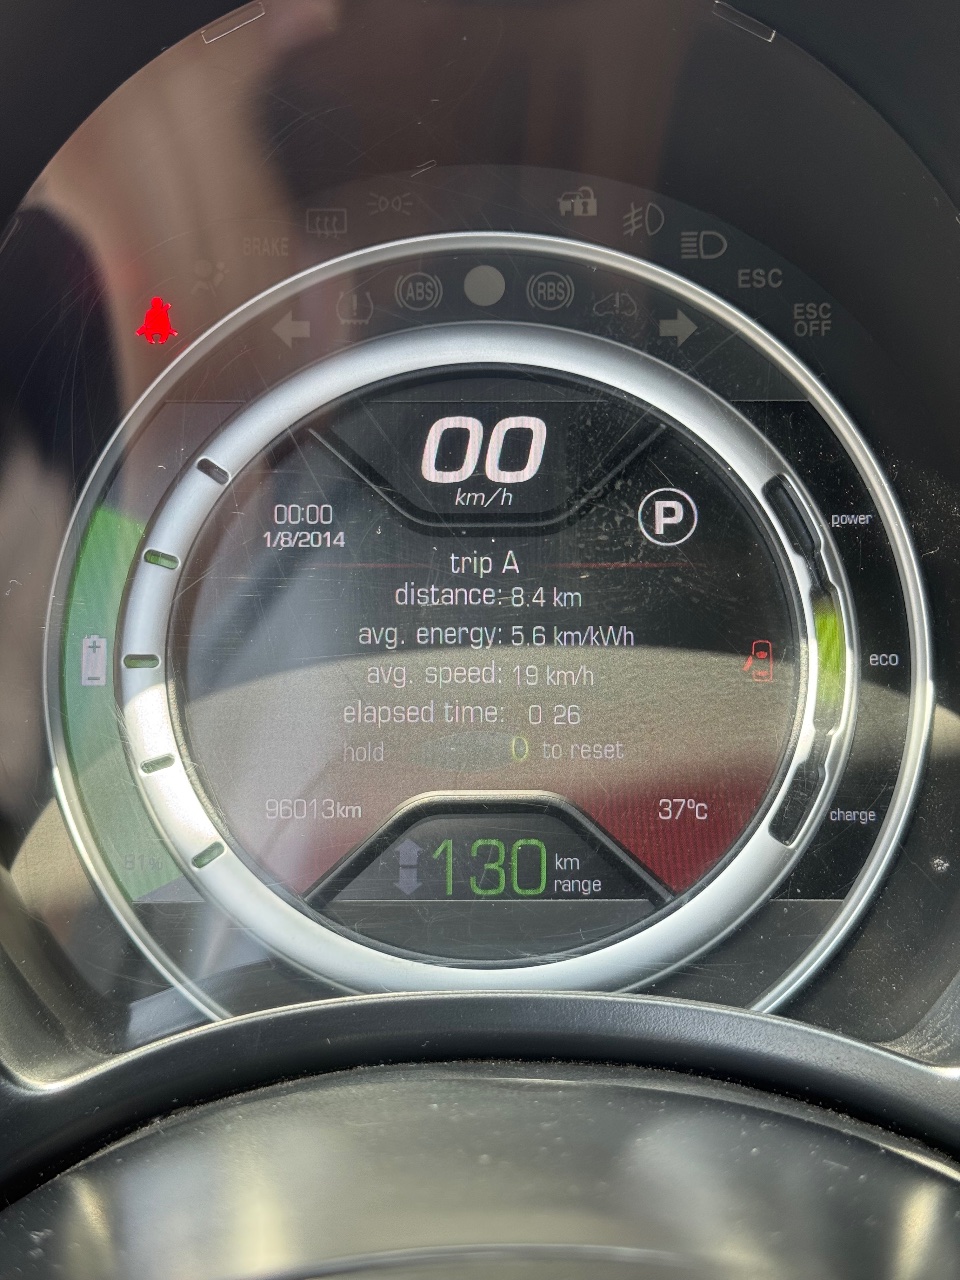 BRAKE
ABS
RBS
ESC
ESC
OFF
00
km/h
00:00
1/8/2014
P
power
trip A
distance: 8.4 km
avg. energy: 5.6 km/kWh
eco
avg. speed: 19 km/h
elapsed time: 0 26
hold 0 to reset
96013km
37°C
charge
81%
130 km
range